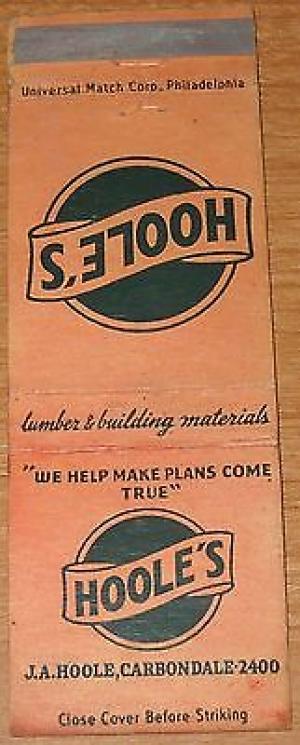 Universal Match Corp., Philadelphia
HOOLE'S
lumber & building materials
"WE HELP MAKE PLANS COME
TRUE"
HOOLE'S
J.A. HOOLE, CARBONDALE-2400
Close Cover Before Striking